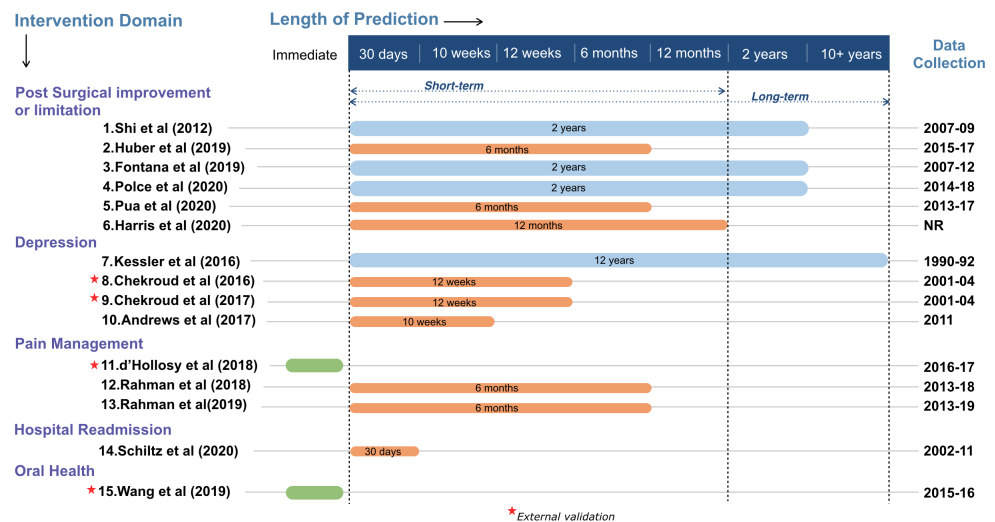 Intervention Domain
Length of Prediction
Immediate 30 days 10 weeks 12 weeks 6 months 12 months 2 years 10+ years
Data
Collection
Short-term
Long-term
Post Surgical improvement
or limitation
1.Shi et al (2012) 2 years 2007-09
2.Huber et al (2019) 6 months 2015-17
3.Fontana et al (2019) 2 years 2007-12
4.Polce et al (2020) 2 years 2014-18
5.Pua et al (2020) 6 months 2013-17
6.Harris et al (2020) 12 months NR
Depression
7.Kessler et al (2016) 12 years 1990-92
★8.Chekroud et al (2016) 12 weeks 2001-04
★9.Chekroud et al (2017) 12 weeks 2001-04
10.Andrews et al (2017) 10 weeks 2011
Pain Management
★11.d'Hollosy et al (2018) 2016-17
12.Rahman et al (2018) 6 months 2013-18
13.Rahman et al(2019) 6 months 2013-19
Hospital Readmission
14.Schiltz et al (2020) 30 days 2002-11
Oral Health
★15.Wang et al (2019) 2015-16
★External validation